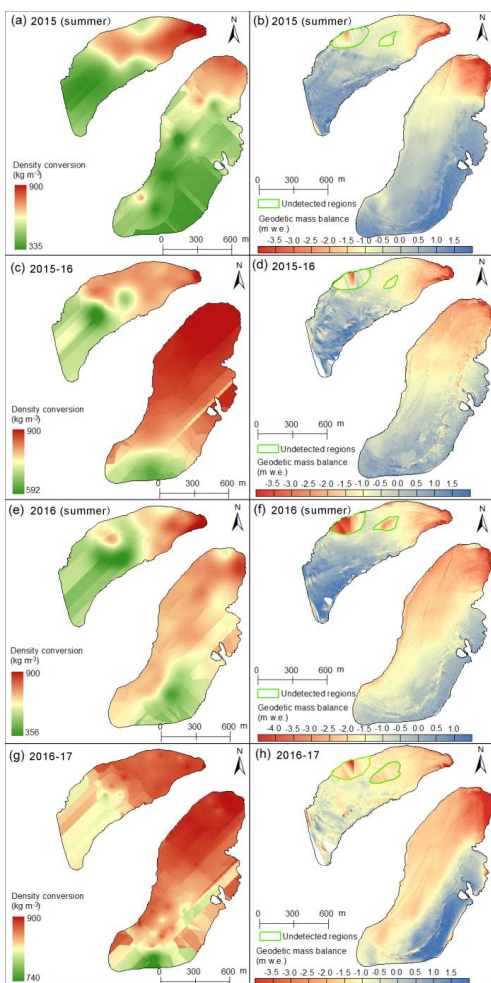 (a) 2015 (summer)
N
Density conversion
(kg m-3)
900
335
0 300 600 m
(b) 2015 (summer)
N
0 300 600 m
Undetected regions
Geodetic mass balance
(m w.e.)
-3.5 -3.0 -2.5 -2.0 -1.5 -1.0 -0.5 0.0 0.5 1.0 1.5
(c) 2015-16
N
Density conversion
(kg m-3)
900
592
0 300 600 m
(d) 2015-16
N
0 300 600 m
Undetected regions
Geodetic mass balance
(m w.e.)
-3.5 -3.0 -2.5 -2.0 -1.5 -1.0 -0.5 0.0 0.5 1.0 1.5
(e) 2016 (summer)
N
Density conversion
(kg m-3)
900
356
0 300 600 m
(f) 2016 (summer)
N
0 300 600 m
Undetected regions
Geodetic mass balance
(m w.e.)
-4.0 -3.5 -3.0 -2.5 -2.0 -1.5 -1.0 -0.5 0.0 0.5 1.0
(g) 2016-17
N
Density conversion
(kg m-3)
900
740
0 300 600 m
(h) 2016-17
N
0 300 600 m
Undetected regions
Geodetic mass balance
(m w.e.)
-3.5 -3.0 -2.5 -2.0 -1.5 -1.0 -0.5 0.0 0.5 1.0 1.5